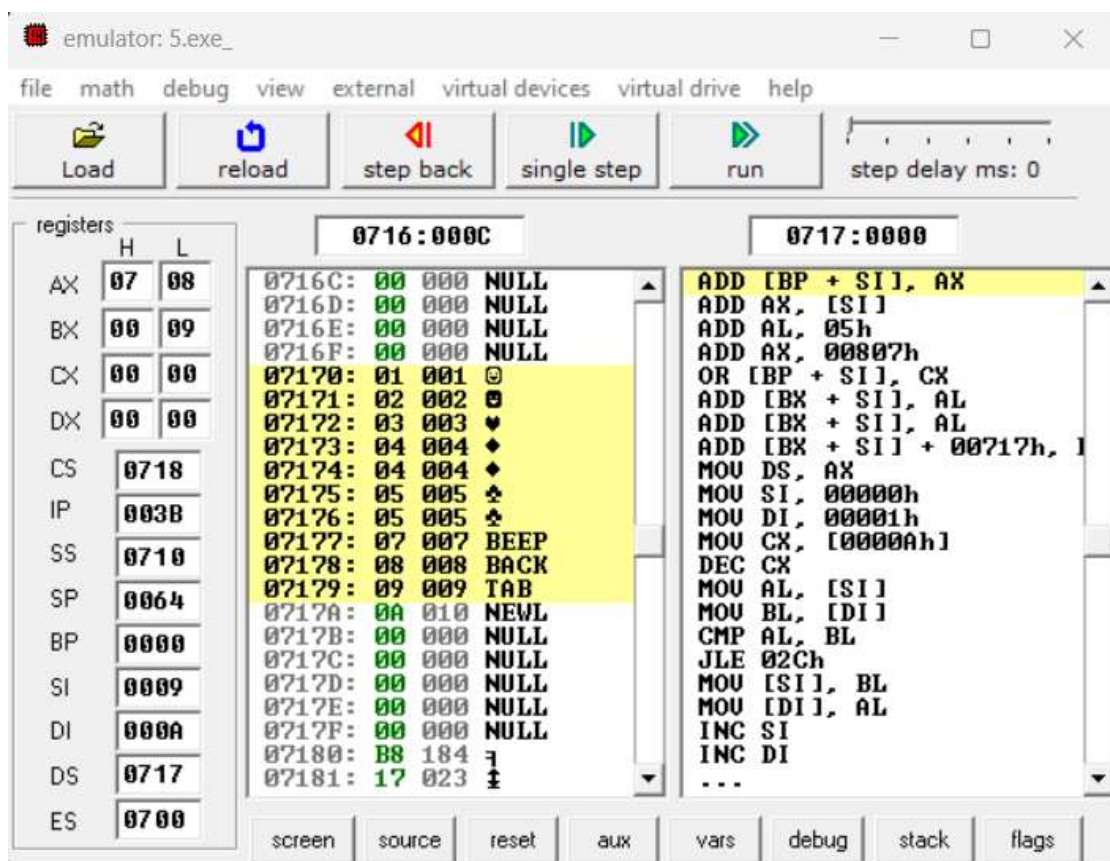 emulator: 5.exe_
file math debug view external virtual devices virtual drive help
Load reload step back single step run step delay ms: 0
registers
H L
0716:000C
0717:0000
AX 07 08
BX 00 09
CX 00 00
DX 00 00
CS 0718
IP 003B
SS 0710
SP 0064
BP 0000
SI 0009
DI 000A
DS 0717
ES 0700
0716C: 00 000 NULL
0716D: 00 000 NULL
0716E: 00 000 NULL
0716F: 00 000 NULL
07170: 01 001 ☺
07171: 02 002 ☻
07172: 03 003 ♥
07173: 04 004 ♦
07174: 04 004 ♦
07175: 05 005 ♣
07176: 05 005 ♣
07177: 07 007 BEEP
07178: 08 008 BACK
07179: 09 009 TAB
0717A: 0A 010 NEWL
0717B: 00 000 NULL
0717C: 00 000 NULL
0717D: 00 000 NULL
0717E: 00 000 NULL
0717F: 00 000 NULL
07180: B8 184 ╕
07181: 17 023 ↨
ADD [BP + SI], AX
ADD AX, [SI]
ADD AL, 05h
ADD AX, 00807h
OR [BP + SI], CX
ADD [BX + SI], AL
ADD [BX + SI], AL
ADD [BX + SI] + 00717h,
MOV DS, AX
MOV SI, 00000h
MOV DI, 00001h
MOV CX, [0000Ah]
DEC CX
MOV AL, [SI]
MOV BL, [DI]
CMP AL, BL
JLE 02Ch
MOV [SI], BL
MOV [DI], AL
INC SI
INC DI
...
screen source reset aux vars debug stack flags